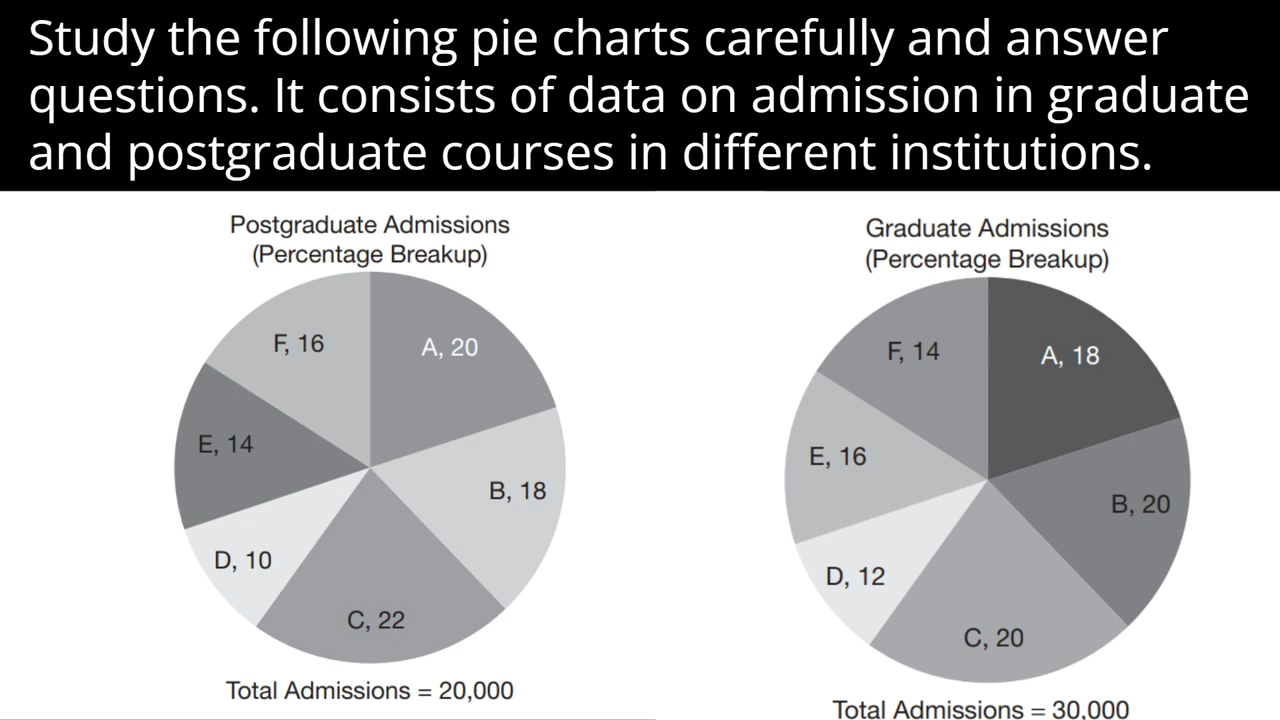 Study the following pie charts carefully and answer
questions. It consists of data on admission in graduate
and postgraduate courses in different institutions.
Postgraduate Admissions
(Percentage Breakup)
F, 16
A, 20
E, 14
B, 18
D, 10
C, 22
Total Admissions = 20,000
Graduate Admissions
(Percentage Breakup)
F, 14
A, 18
E, 16
B, 20
D, 12
C, 20
Total Admissions = 30,000